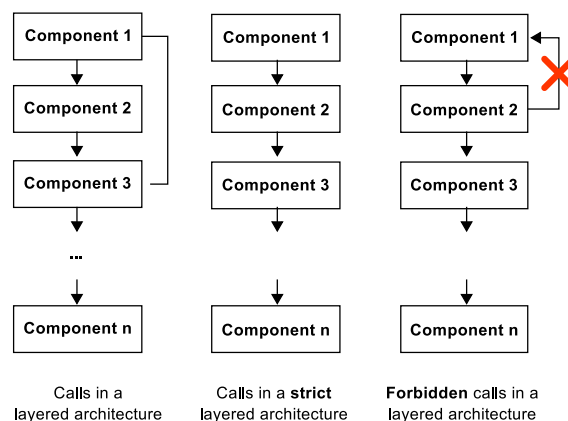 Component 1
Component 2
Component 3
...
Component n
Calls in a
layered architecture
Component 1
Component 2
Component 3
Component n
Calls in a strict
layered architecture
Component 1
Component 2
Component 3
Component n
Forbidden calls in a
layered architecture